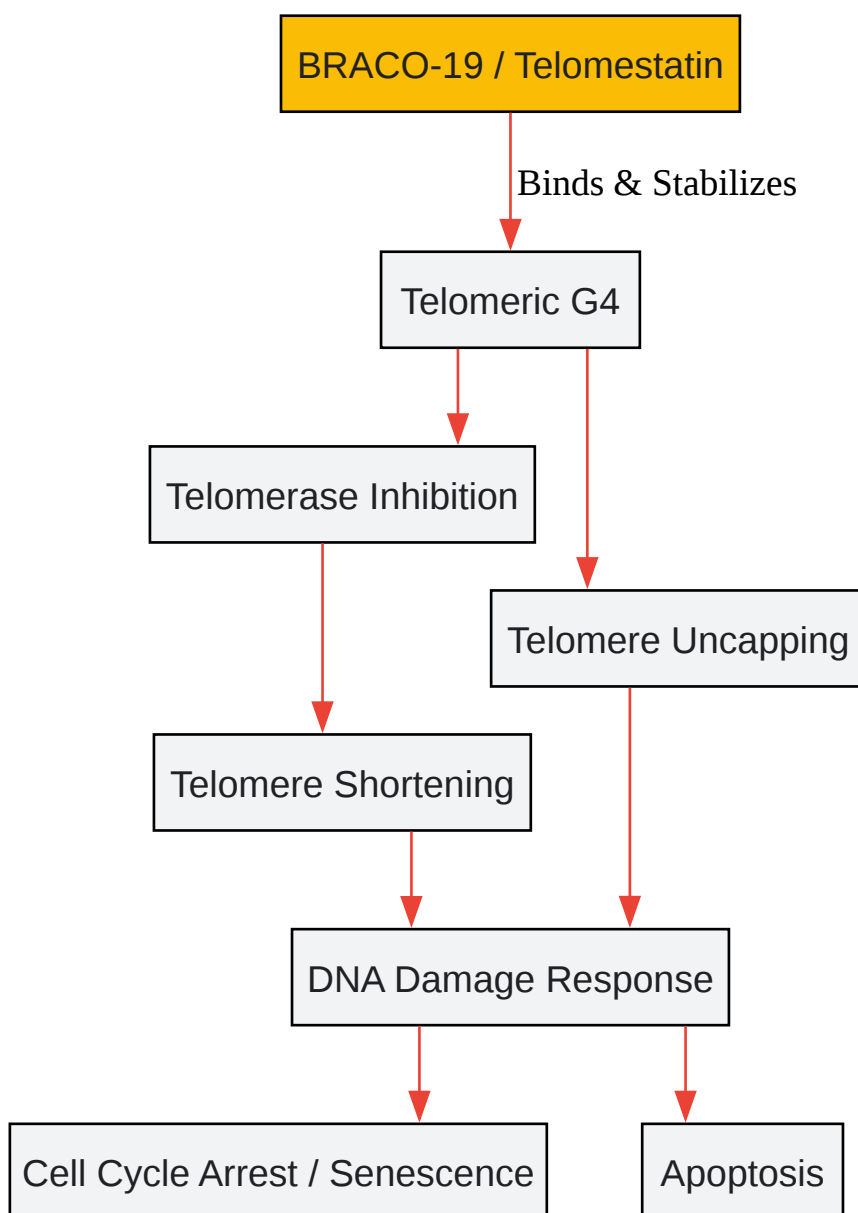 BRACO-19 / Telomestatin
Binds & Stabilizes
Telomeric G4
Telomerase Inhibition
Telomere Uncapping
Telomere Shortening
DNA Damage Response
Cell Cycle Arrest / Senescence
Apoptosis